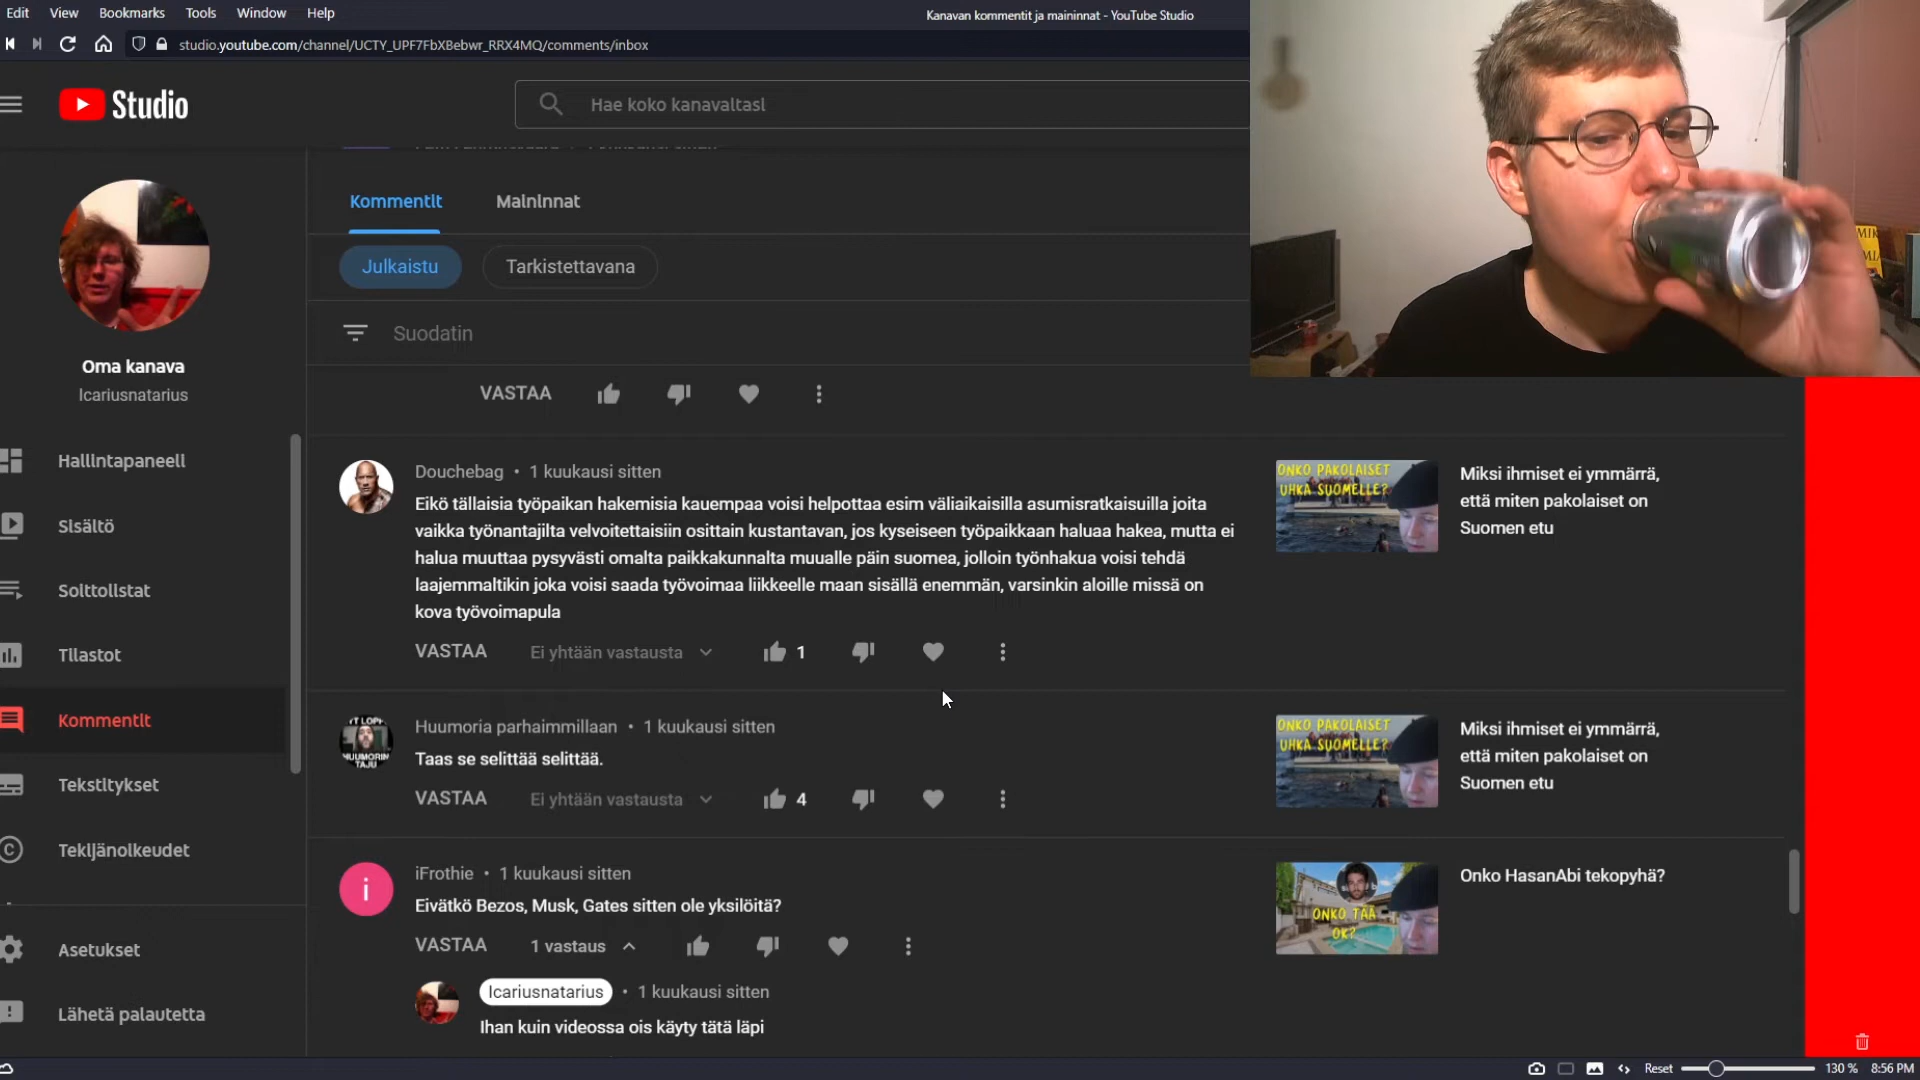 Edit View Bookmarks Tools Window Help
Kanavan kommentit ja maininnat - YouTube Studio
studio.youtube.com/channel/UCTY_UPF7FbXBebwr_RRX4MQ/comments/inbox
Studio
Hae koko kanavaltasi
Kommentit Maininnat
Julkaistu Tarkistettavana
Suodatin
Oma kanava
Icariusnatarius
Hallintapaneeli
Sisältö
Soittolistat
Tilastot
Kommentit
Tekstitykset
Tekijänoikeudet
Asetukset
Lähetä palautetta
VASTAA
Douchebag • 1 kuukausi sitten
Eikö tällaisia työpaikan hakemisia kauempaa voisi helpottaa esim väliaikaisilla asumisratkaisuilla joita
vaikka työnantajilta velvoitettaisiin osittain kustantavan, jos kyseiseen työpaikkaan haluaa hakea, mutta ei
halua muuttaa pysyvästi omalta paikkakunnalta muualle päin suomea, jolloin työnhakua voisi tehdä
laajemmaltikin joka voisi saada työvoimaa liikkeelle maan sisällä enemmän, varsinkin aloille missä on
kova työvoimapula
VASTAA Ei yhtään vastausta 1
ONKO PAKOLAISET
UHKA SUOMELLE?
Miksi ihmiset ei ymmärrä,
että miten pakolaiset on
Suomen etu
Huumoria parhaimmillaan • 1 kuukausi sitten
Taas se selittää selittää.
VASTAA Ei yhtään vastausta 4
HUUMORIN
TAJU
ONKO PAKOLAISET
UHKA SUOMELLE?
Miksi ihmiset ei ymmärrä,
että miten pakolaiset on
Suomen etu
i
iFrothie • 1 kuukausi sitten
Eivätkö Bezos, Musk, Gates sitten ole yksilöitä?
VASTAA 1 vastaus
ONKO TÄÄ
OK?
Onko HasanAbi tekopyhä?
Icariusnatarius • 1 kuukausi sitten
Ihan kuin videossa ois käyty tätä läpi
Reset 130 % 8:56 PM